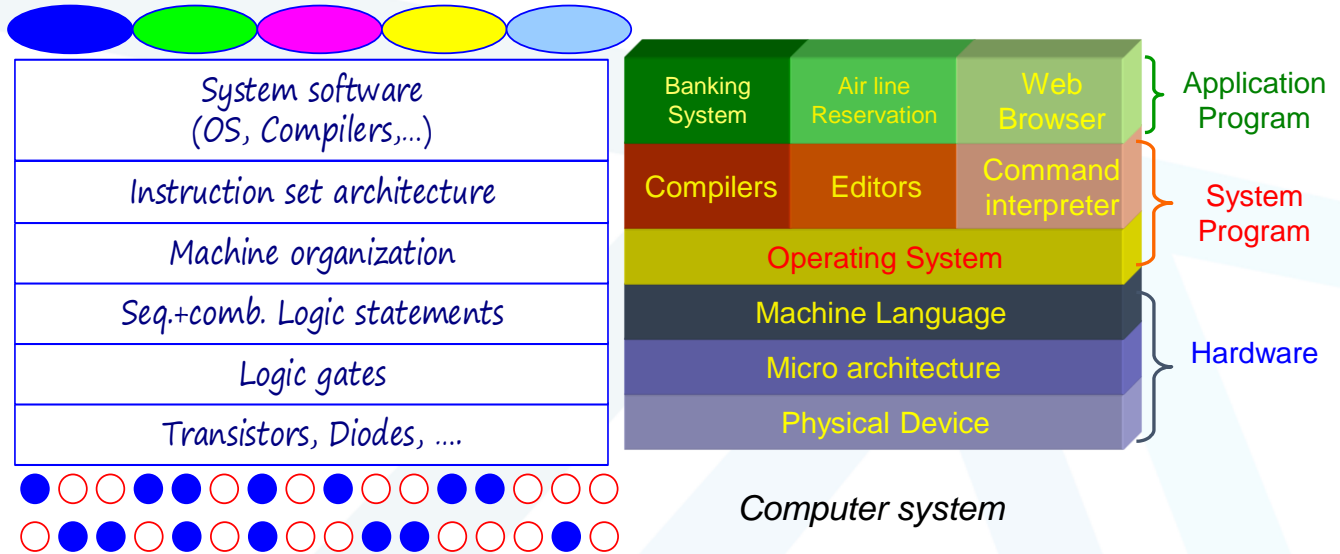 System software
(OS, Compilers,...)
Instruction set architecture
Machine organization
Seq.+comb. Logic statements
Logic gates
Transistors, Diodes, ....
Banking
System
Air line
Reservation
Web
Browser
Application
Program
Compilers
Editors
Command
interpreter
System
Program
Operating System
Machine Language
Micro architecture
Hardware
Physical Device
Computer system